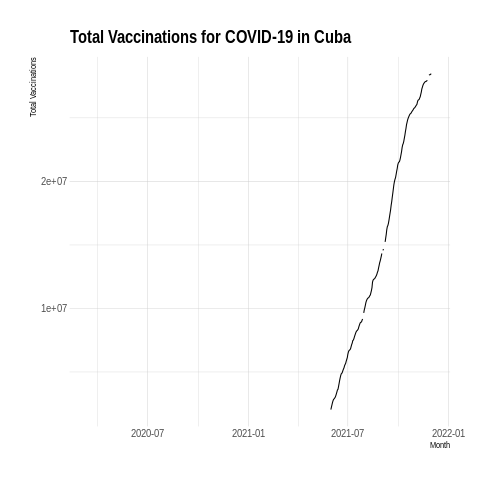 Total Vaccinations for COVID-19 in Cuba
Total Vaccinations
2e+07
1e+07
2020-07 2021-01 2021-07 2022-01
Month